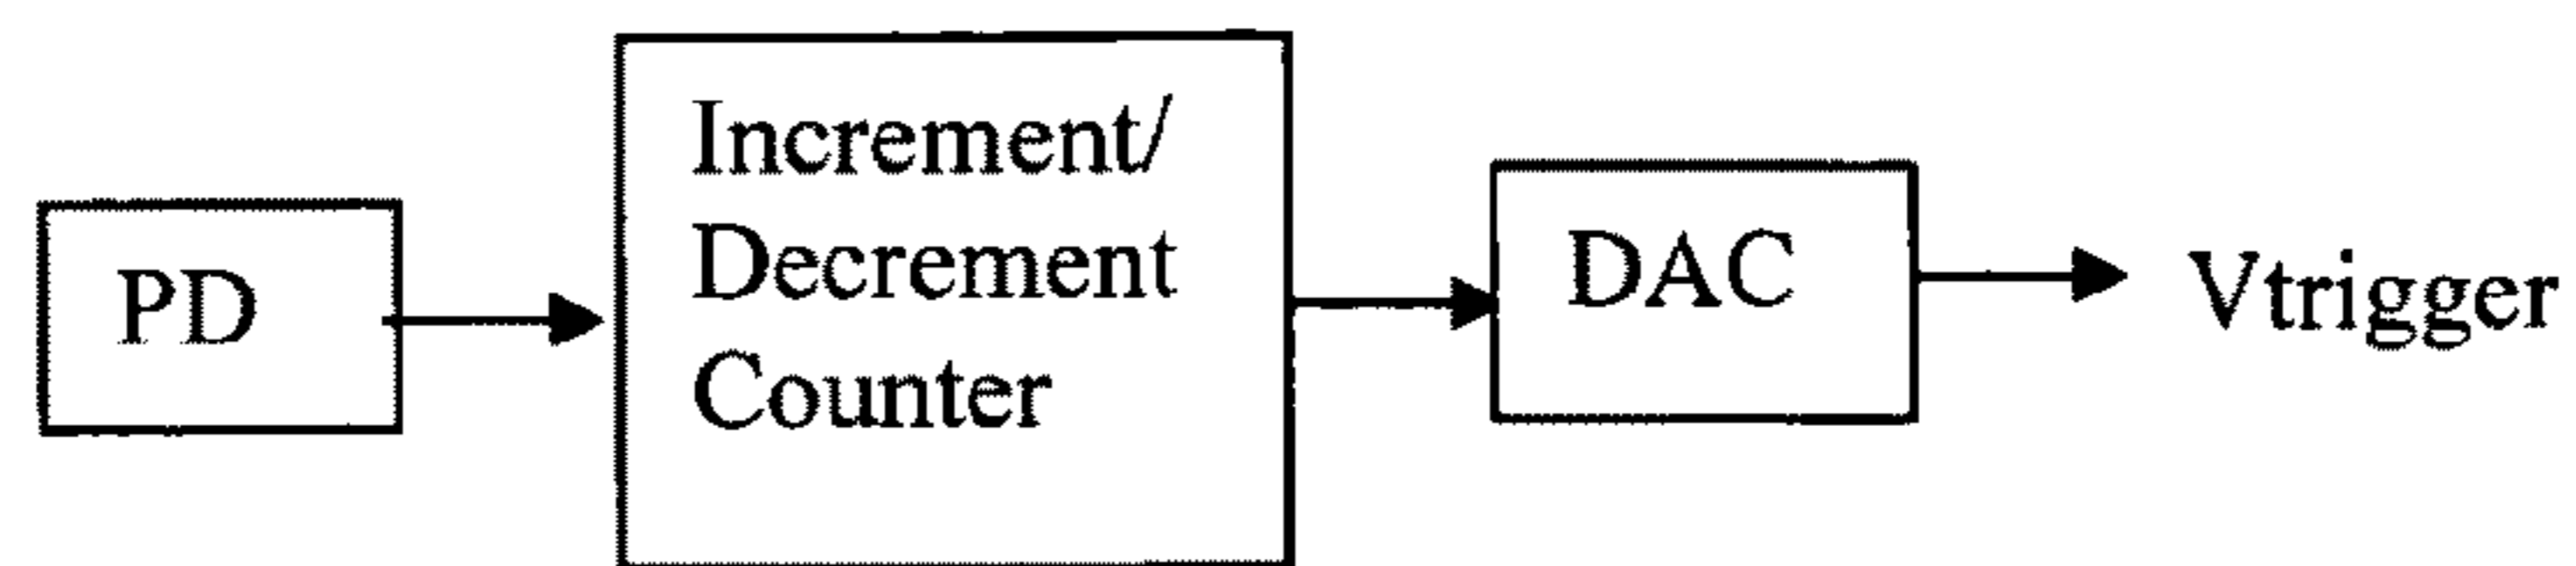 PD
Increment/
Decrement
Counter
DAC
Vtrigger